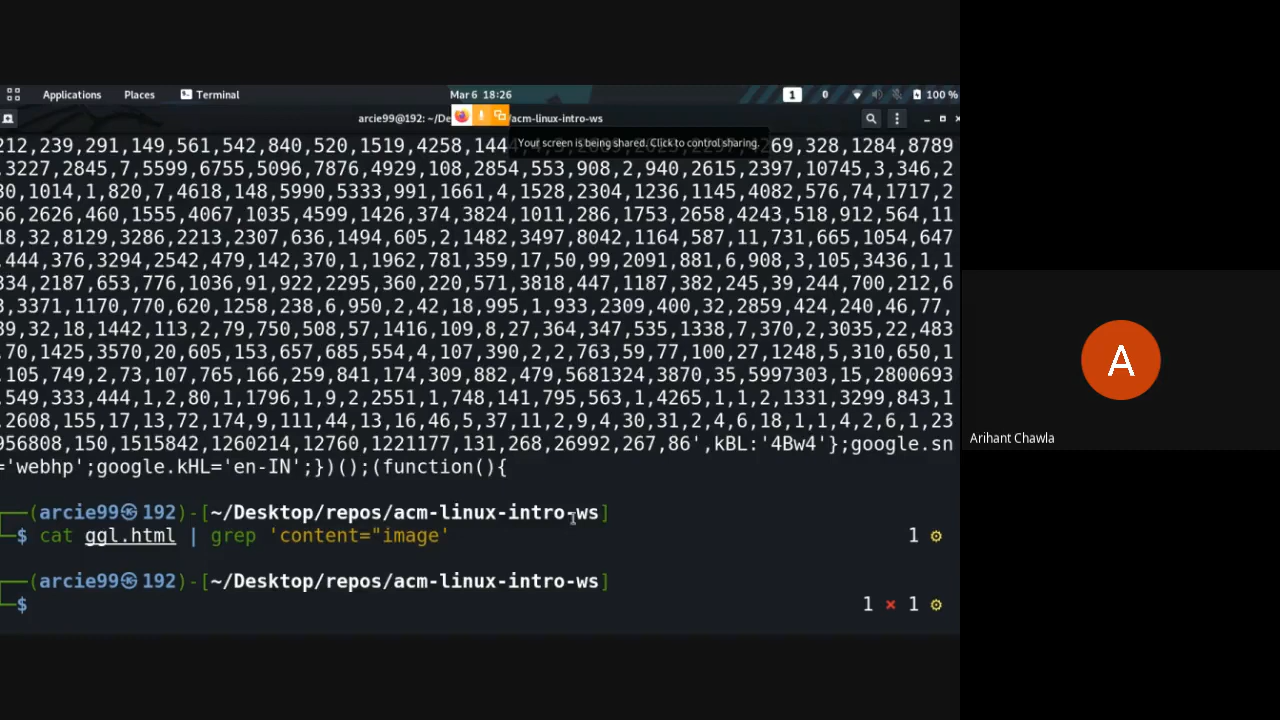 Applications Places Terminal Mar 6 18:26 1 0 100 %
arcie99@192: ~/De /acm-linux-intro-ws
Your screen is being shared. Click to control sharing.
212,239,291,149,561,542,840,520,1519,4258,144 69,328,1284,8789
,3227,2845,7,5599,6755,5096,7876,4929,108,2854,553,908,2,940,2615,2397,10745,3,346,2
30,1014,1,820,7,4618,148,5990,5333,991,1661,4,1528,2304,1236,1145,4082,576,74,1717,2
66,2626,460,1555,4067,1035,4599,1426,374,3824,1011,286,1753,2658,4243,518,912,564,11
18,32,8129,3286,2213,2307,636,1494,605,2,1482,3497,8042,1164,587,11,731,665,1054,647
,444,376,3294,2542,479,142,370,1,1962,781,359,17,50,99,2091,881,6,908,3,105,3436,1,1
334,2187,653,776,1036,91,922,2295,360,220,571,3818,447,1187,382,245,39,244,700,212,6
3,3371,1170,770,620,1258,238,6,950,2,42,18,995,1,933,2309,400,32,2859,424,240,46,77,
39,32,18,1442,113,2,79,750,508,57,1416,109,8,27,364,347,535,1338,7,370,2,3035,22,483
,70,1425,3570,20,605,153,657,685,554,4,107,390,2,2,763,59,77,100,27,1248,5,310,650,1
,105,749,2,73,107,765,166,259,841,174,309,882,479,5681324,3870,35,5997303,15,2800693
,549,333,444,1,2,80,1,1796,1,9,2,2551,1,748,141,795,563,1,4265,1,1,2,1331,3299,843,1
,2608,155,17,13,72,174,9,111,44,13,16,46,5,37,11,2,9,4,30,31,2,4,6,18,1,1,4,2,6,1,23
956808,150,1515842,1260214,12760,1221177,131,268,26992,267,86',kBL:'4Bw4'};google.sn
='webhp';google.kHL='en-IN';})();(function(){
(arcie99㉿192)-[~/Desktop/repos/acm-linux-intro-ws]
$ cat ggl.html | grep 'content="image' 1 ⚙
(arcie99㉿192)-[~/Desktop/repos/acm-linux-intro-ws]
$ 1 ⨯ 1 ⚙
A
Arihant Chawla